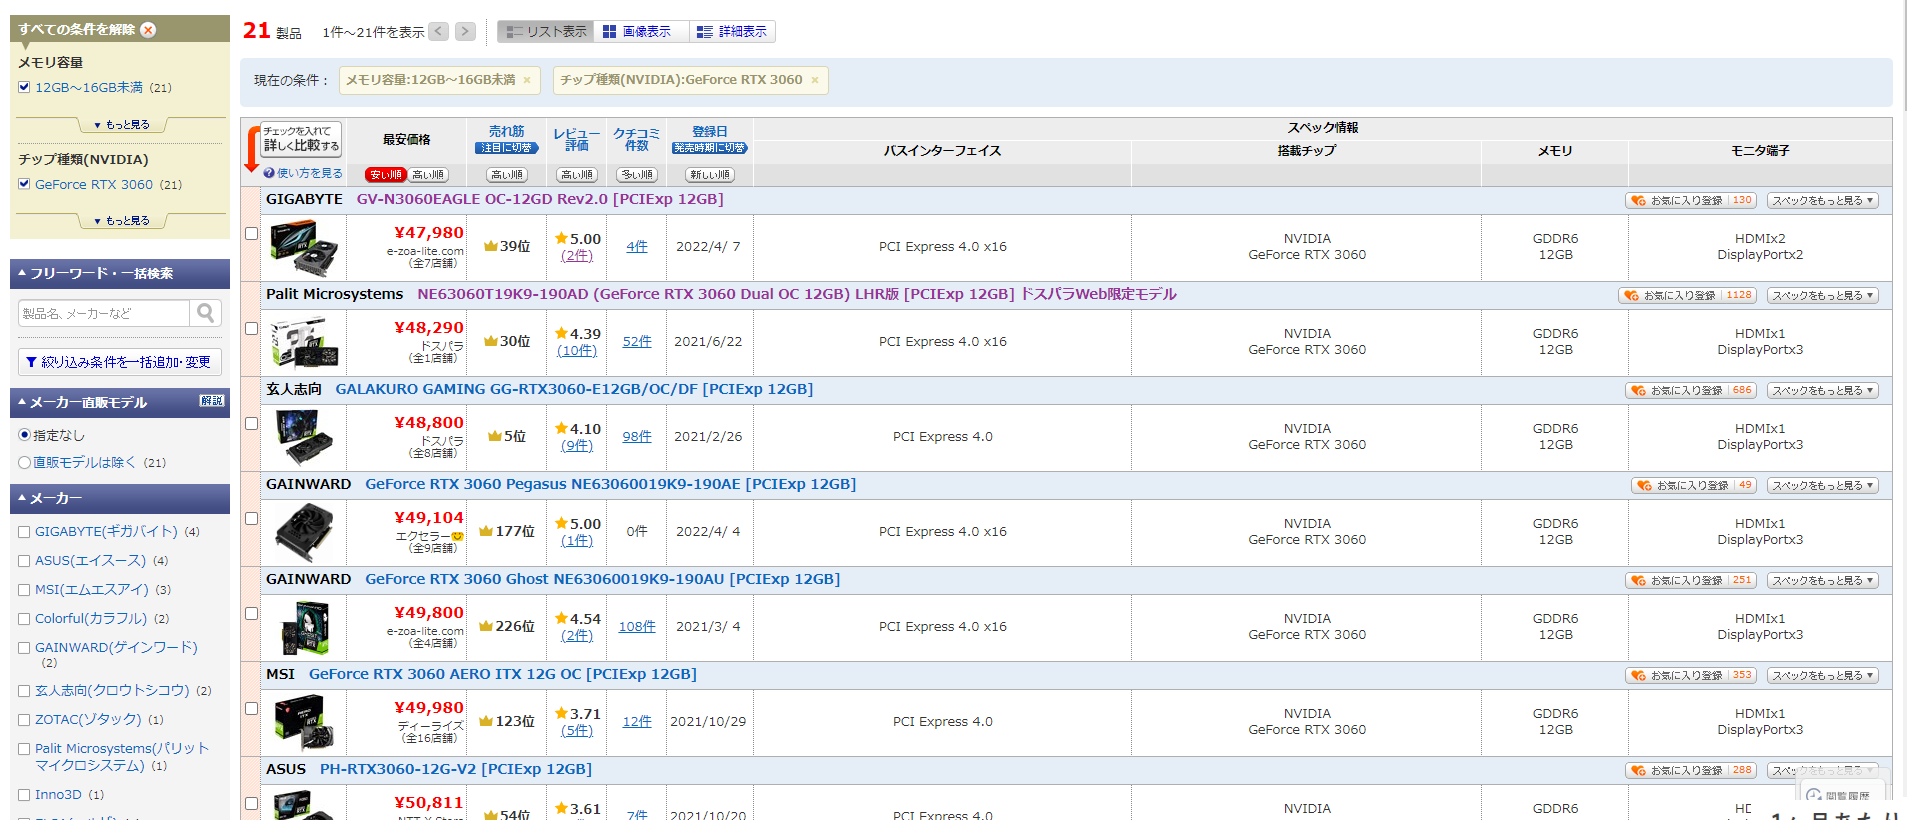 すべての条件を解除
メモリ容量
12GB～16GB未満 (21)
もっと見る
チップ種類(NVIDIA)
GeForce RTX 3060 (21)
もっと見る
フリーワード・一括検索
製品名、メーカーなど
絞り込み条件を一括追加・変更
メーカー直販モデル 解説
指定なし
直販モデルは除く (21)
メーカー
GIGABYTE(ギガバイト) (4)
ASUS(エイスース) (4)
MSI(エムエスアイ) (3)
Colorful(カラフル) (2)
GAINWARD(ゲインワード)
(2)
玄人志向(クロウトシコウ) (2)
ZOTAC(ゾタック) (1)
Palit Microsystems(パリット
マイクロシステム) (1)
Inno3D (1)
21 製品 1件～21件を表示 < > リスト表示 画像表示 詳細表示
現在の条件： メモリ容量:12GB～16GB未満 × チップ種類(NVIDIA):GeForce RTX 3060 ×
チェックを入れて
詳しく比較する
使い方を見る
最安価格
安い順 高い順
売れ筋
注目に切替
高い順
レビュー
評価
高い順
クチコミ
件数
多い順
登録日
発売時期に切替
新しい順
スペック情報
バスインターフェイス 搭載チップ メモリ モニタ端子
GIGABYTE GV-N3060EAGLE OC-12GD Rev2.0 [PCIExp 12GB] お気に入り登録 130 スペックをもっと見る▼
¥47,980
e-zoa-lite.com
(全7店舗)
39位
5.00
(2件)
4件
2022/4/ 7
PCI Express 4.0 x16
NVIDIA
GeForce RTX 3060
GDDR6
12GB
HDMIx2
DisplayPortx2
Palit Microsystems NE63060T19K9-190AD (GeForce RTX 3060 Dual OC 12GB) LHR版 [PCIExp 12GB] ドスパラWeb限定モデル お気に入り登録 1128 スペックをもっと見る▼
¥48,290
ドスパラ
(全1店舗)
30位
4.39
(10件)
52件
2021/6/22
PCI Express 4.0 x16
NVIDIA
GeForce RTX 3060
GDDR6
12GB
HDMIx1
DisplayPortx3
玄人志向 GALAKURO GAMING GG-RTX3060-E12GB/OC/DF [PCIExp 12GB] お気に入り登録 686 スペックをもっと見る▼
¥48,800
ドスパラ
(全8店舗)
5位
4.10
(9件)
98件
2021/2/26
PCI Express 4.0
NVIDIA
GeForce RTX 3060
GDDR6
12GB
HDMIx1
DisplayPortx3
GAINWARD GeForce RTX 3060 Pegasus NE63060019K9-190AE [PCIExp 12GB] お気に入り登録 49 スペックをもっと見る▼
¥49,104
エクセラー
(全9店舗)
177位
5.00
(1件)
0件
2022/4/ 4
PCI Express 4.0 x16
NVIDIA
GeForce RTX 3060
GDDR6
12GB
HDMIx1
DisplayPortx3
GAINWARD GeForce RTX 3060 Ghost NE63060019K9-190AU [PCIExp 12GB] お気に入り登録 251 スペックをもっと見る▼
¥49,800
e-zoa-lite.com
(全4店舗)
226位
4.54
(2件)
108件
2021/3/ 4
PCI Express 4.0 x16
NVIDIA
GeForce RTX 3060
GDDR6
12GB
HDMIx1
DisplayPortx3
MSI GeForce RTX 3060 AERO ITX 12G OC [PCIExp 12GB] お気に入り登録 353 スペックをもっと見る▼
¥49,980
ディーライズ
(全16店舗)
123位
3.71
(5件)
12件
2021/10/29
PCI Express 4.0
NVIDIA
GeForce RTX 3060
GDDR6
12GB
HDMIx1
DisplayPortx3
ASUS PH-RTX3060-12G-V2 [PCIExp 12GB] お気に入り登録 288 スペックをもっと見る▼
¥50,811
54位
3.61
7件
2021/10/20
PCI Express 4.0
NVIDIA
GDDR6
閲覧履歴